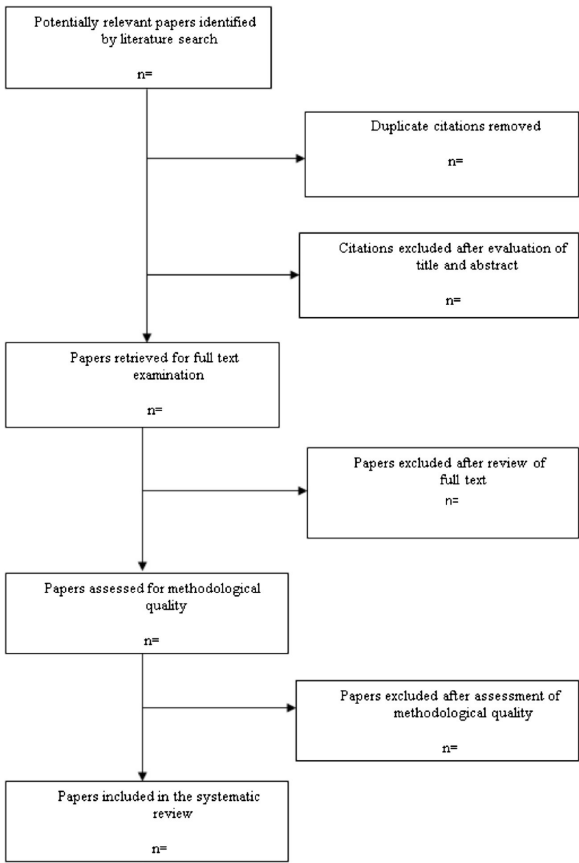 Potentially relevant papers identified
by literature search
n=
Duplicate citations removed
n=
Citations excluded after evaluation of
title and abstract
n=
Papers retrieved for full text
examination
n=
Papers excluded after review of
full text
n=
Papers assessed for methodological
quality
n=
Papers excluded after assessment of
methodological quality
n=
Papers included in the systematic
review
n=